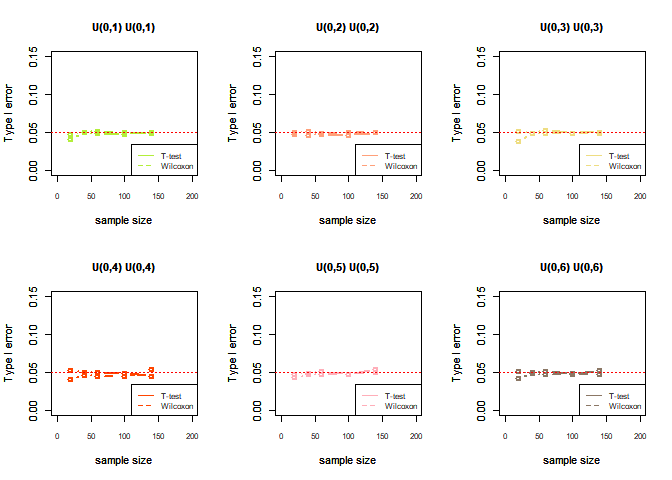 U(0,1) U(0,1)
Type I error
0.00 0.05 0.10 0.15
T-test
Wilcoxon
0 50 100 150 200
sample size
U(0,2) U(0,2)
Type I error
0.00 0.05 0.10 0.15
T-test
Wilcoxon
0 50 100 150 200
sample size
U(0,3) U(0,3)
Type I error
0.00 0.05 0.10 0.15
T-test
Wilcoxon
0 50 100 150 200
sample size
U(0,4) U(0,4)
Type I error
0.00 0.05 0.10 0.15
T-test
Wilcoxon
0 50 100 150 200
sample size
U(0,5) U(0,5)
Type I error
0.00 0.05 0.10 0.15
T-test
Wilcoxon
0 50 100 150 200
sample size
U(0,6) U(0,6)
Type I error
0.00 0.05 0.10 0.15
T-test
Wilcoxon
0 50 100 150 200
sample size